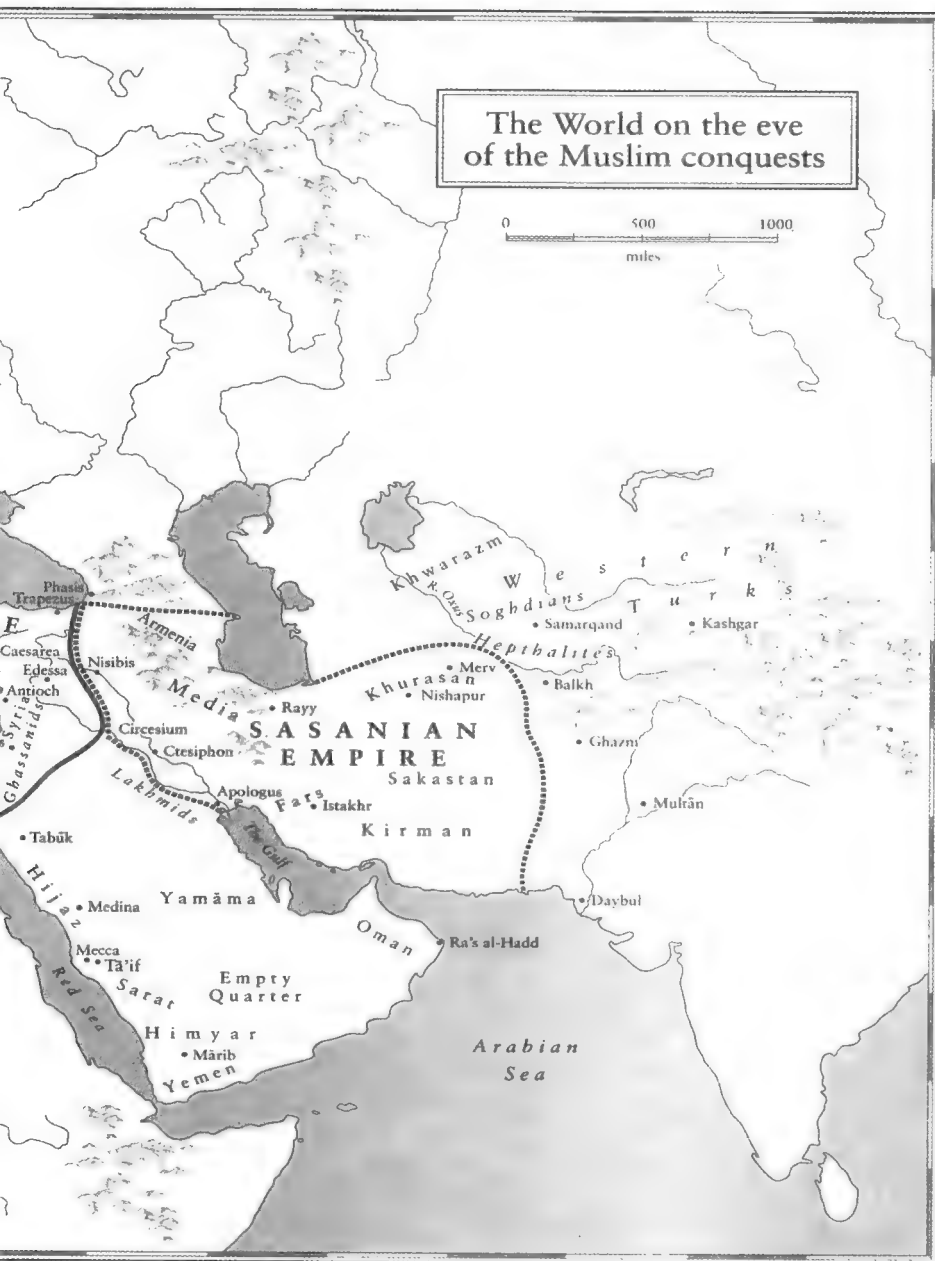 The World on the eve
of the Muslim conquests
0 500 1000
miles
Khwarazm
Western
Turks
R. Oxus
Soghdians
Samarqand
Kashgar
Hepthalites
Phasis
Trapezus
E
Armenia
Caesarea
Edessa
Nisibis
Antioch
Syria
Ghassanids
Media
Rayy
Khurasan
Merv
Nishapur
Balkh
SASANIAN
EMPIRE
Circesium
Ctesiphon
Lakhmids
Sakastan
Ghazni
Apologus
Fars
Istakhr
Kirman
Multān
The Gulf
Tabūk
Hijaz
Medina
Yamāma
Daybul
Oman
Ra's al-Hadd
Mecca
Tā'if
Sarat
Empty
Quarter
Red Sea
Himyar
Mārib
Yemen
Arabian
Sea